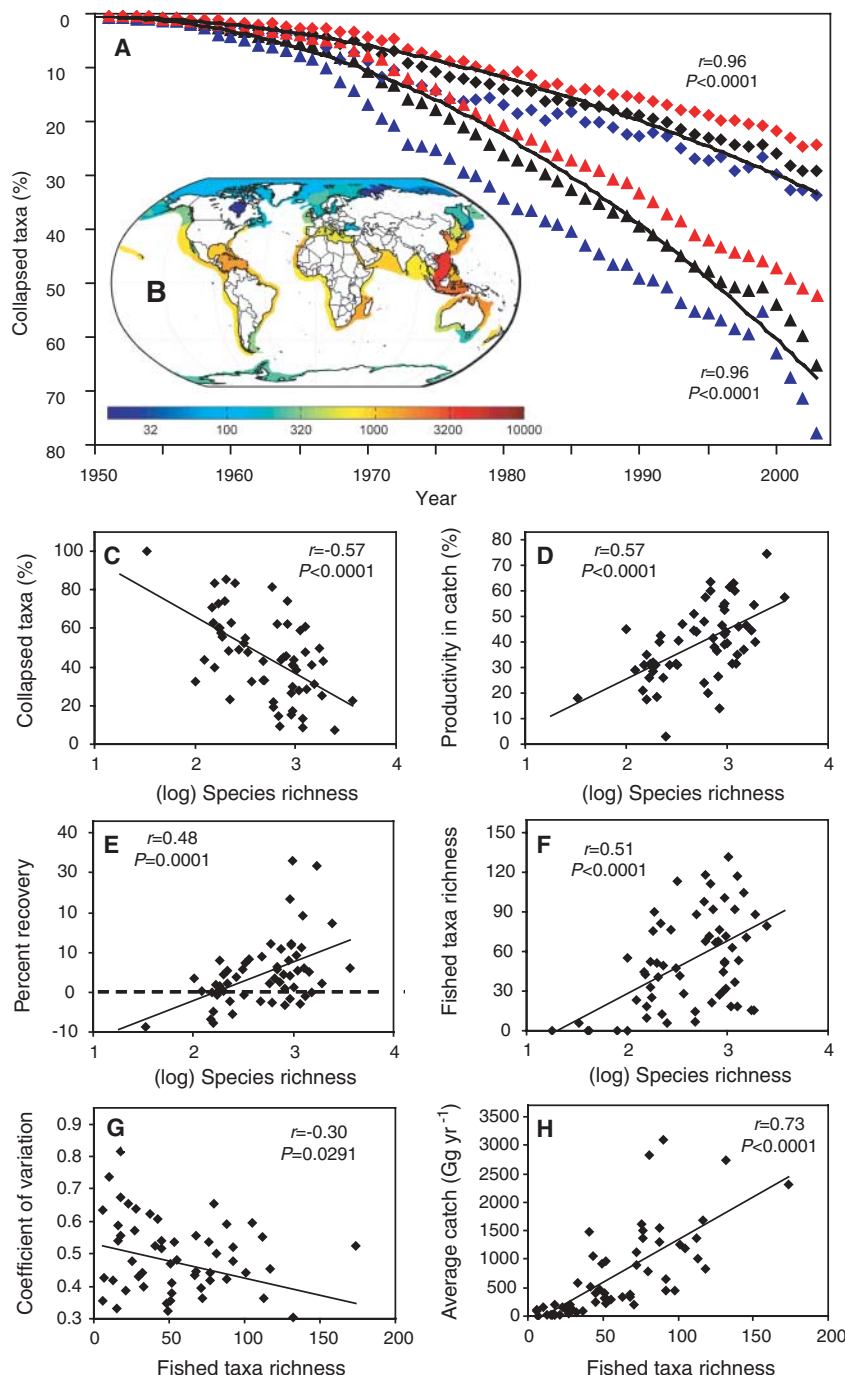 0
10
20
30
40
50
60
70
80
Collapsed taxa (%)
A
r=0.96
P<0.0001
B
r=0.96
P<0.0001
32 100 320 1000 3200 10000
1950 1960 1970 1980 1990 2000
Year
C
r=-0.57
P<0.0001
Collapsed taxa (%)
100
80
60
40
20
0
1 2 3 4
(log) Species richness
D
r=0.57
P<0.0001
Productivity in catch (%)
80
70
60
50
40
30
20
10
0
1 2 3 4
(log) Species richness
E
r=0.48
P=0.0001
Percent recovery
40
30
10
10
0
-10
1 2 3 4
(log) Species richness
F
r=0.51
P<0.0001
Fished taxa richness
150
120
90
60
30
0
1 2 3 4
(log) Species richness
G
r=-0.30
P=0.0291
Coefficient of variation
0.9
0.8
0.7
0.6
0.5
0.4
0.3
0 50 100 150 200
Fished taxa richness
H
r=0.73
P<0.0001
Average catch (Gg yr -1)
3500
3000
2500
2000
1500
1000
500
0
0 50 100 150 200
Fished taxa richness